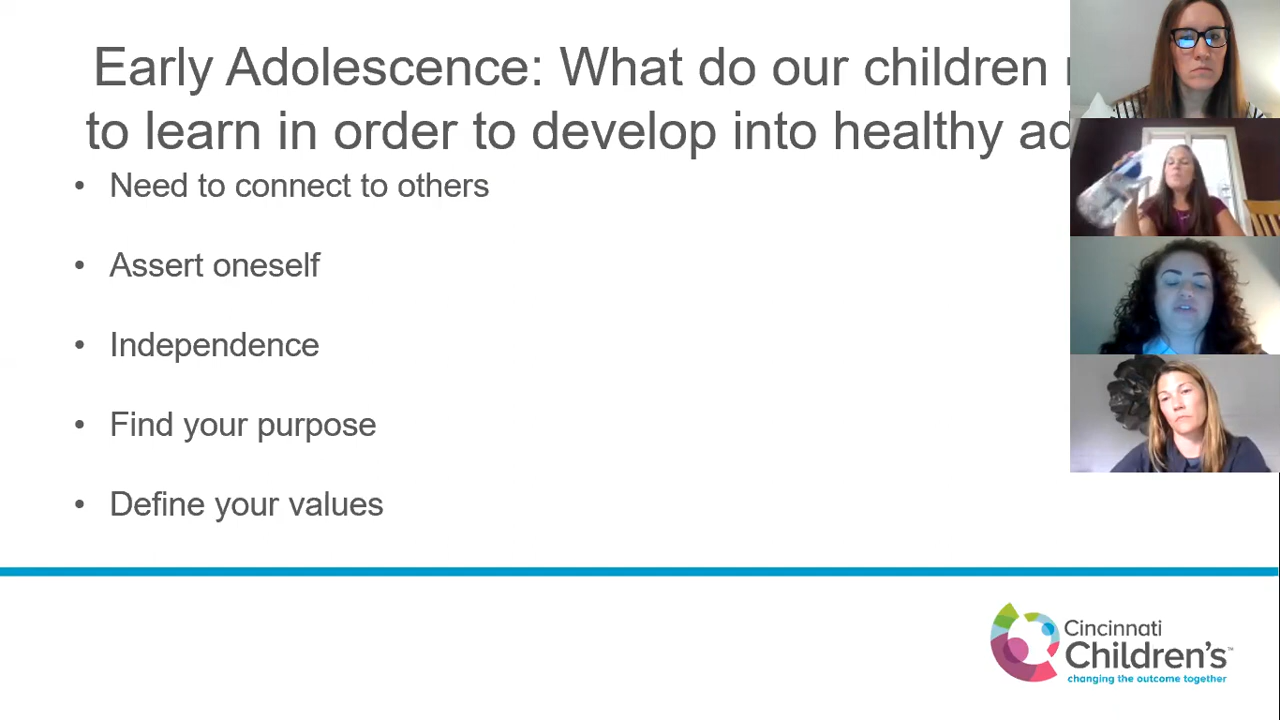 Early Adolescence: What do our children
to learn in order to develop into healthy
• Need to connect to others
• Assert oneself
• Independence
• Find your purpose
• Define your values
Cincinnati
Children's™
changing the outcome together